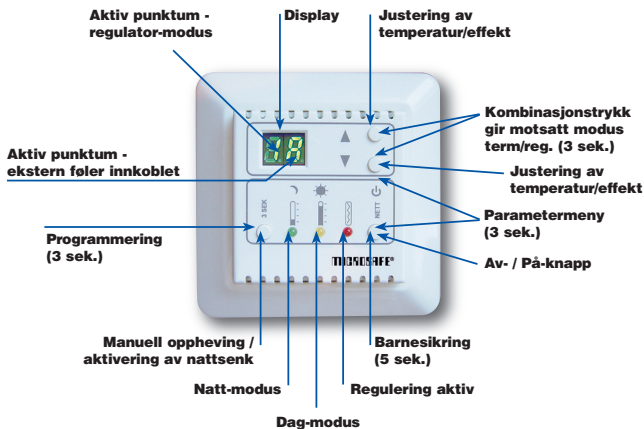 Aktiv punktum -
regulator-modus
Display
Justering av
temperatur/effekt
Kombinasjonstrykk
gir motsatt modus
term/reg. (3 sek.)
Aktiv punktum -
ekstern føler innkoblet
18
Justering av
temperatur/effekt
Parametermeny
(3 sek.)
3 SEK
NETT
Programmering
(3 sek.)
Av- / På-knapp
MICROSAFE®
Manuell oppheving /
aktivering av nattsenk
Barnesikring
(5 sek.)
Natt-modus
Regulering aktiv
Dag-modus